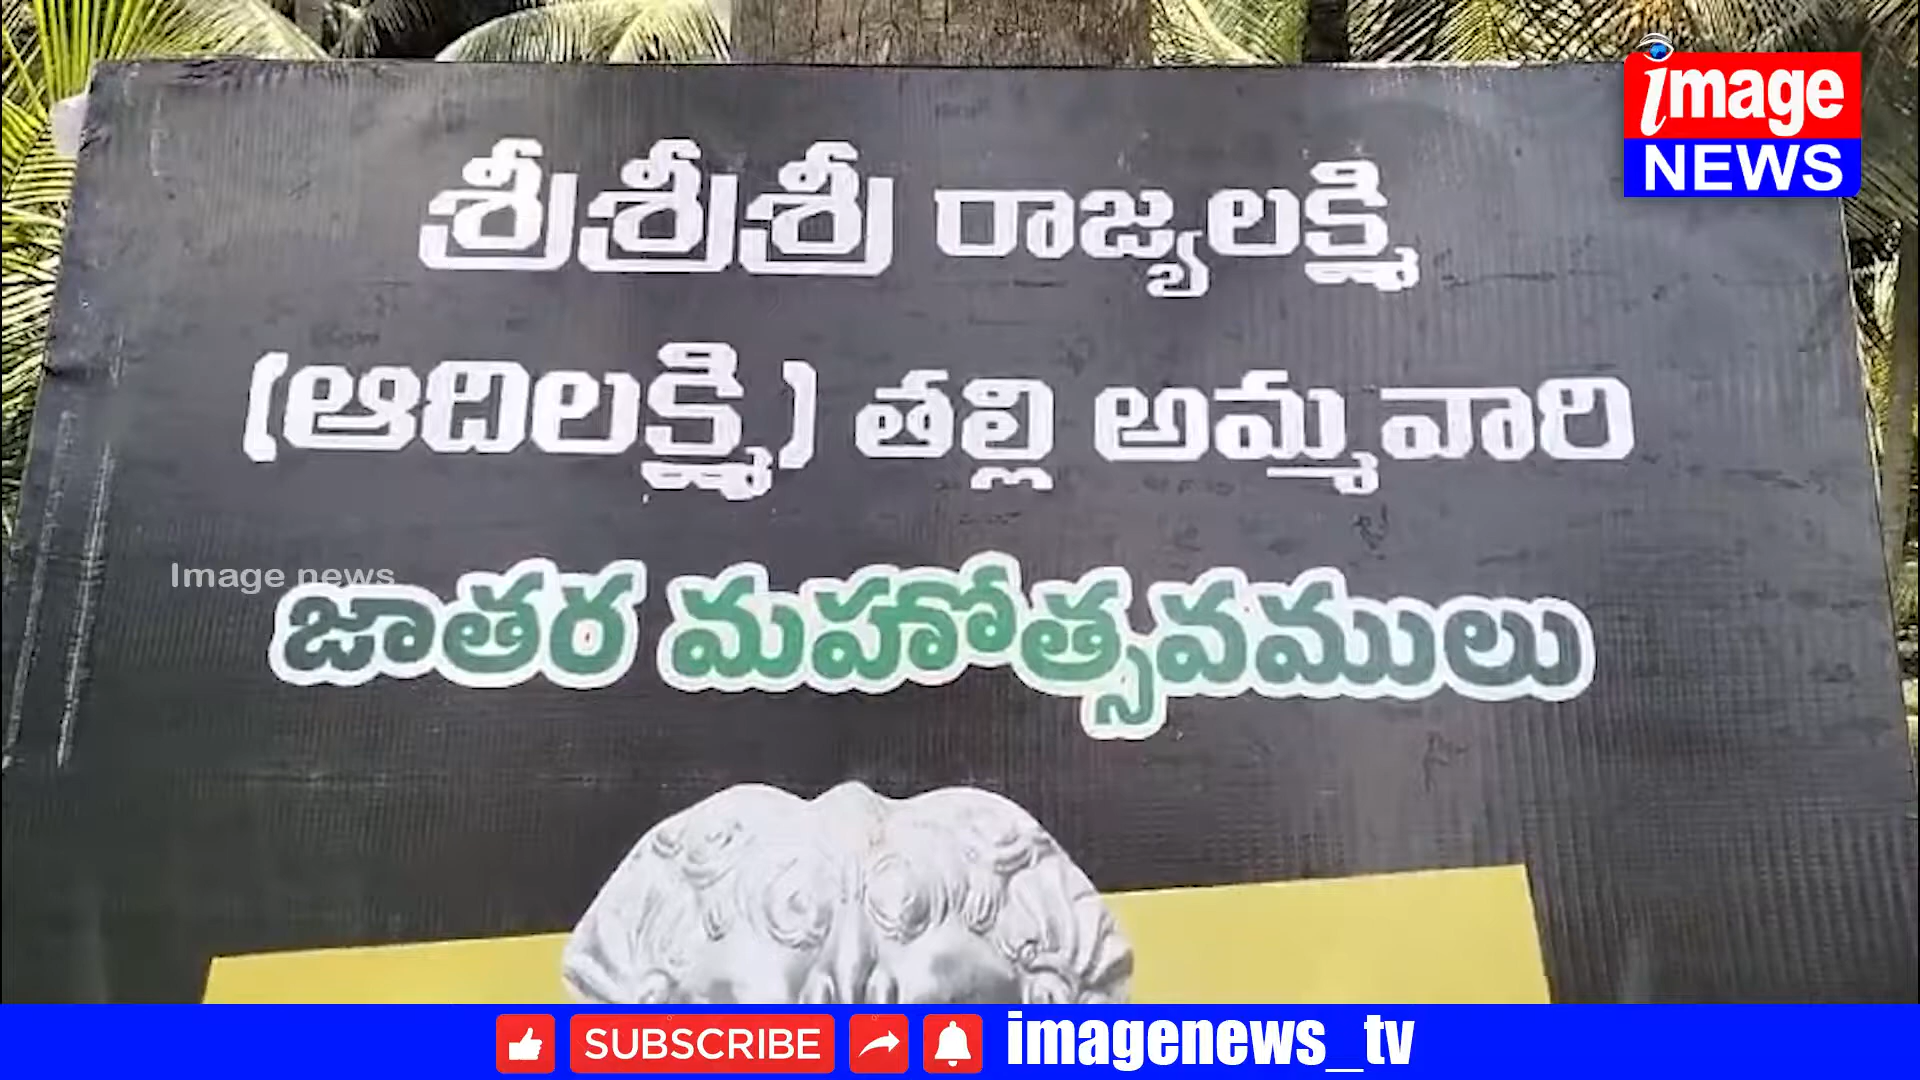 image
NEWS
శ్రీశ్రీశ్రీ రాజ్యలక్ష్మి
(ఆదిలక్ష్మి) తల్లి అమ్మవారి
Image news
జాతర మహోత్సవములు
SUBSCRIBE imagenews_tv